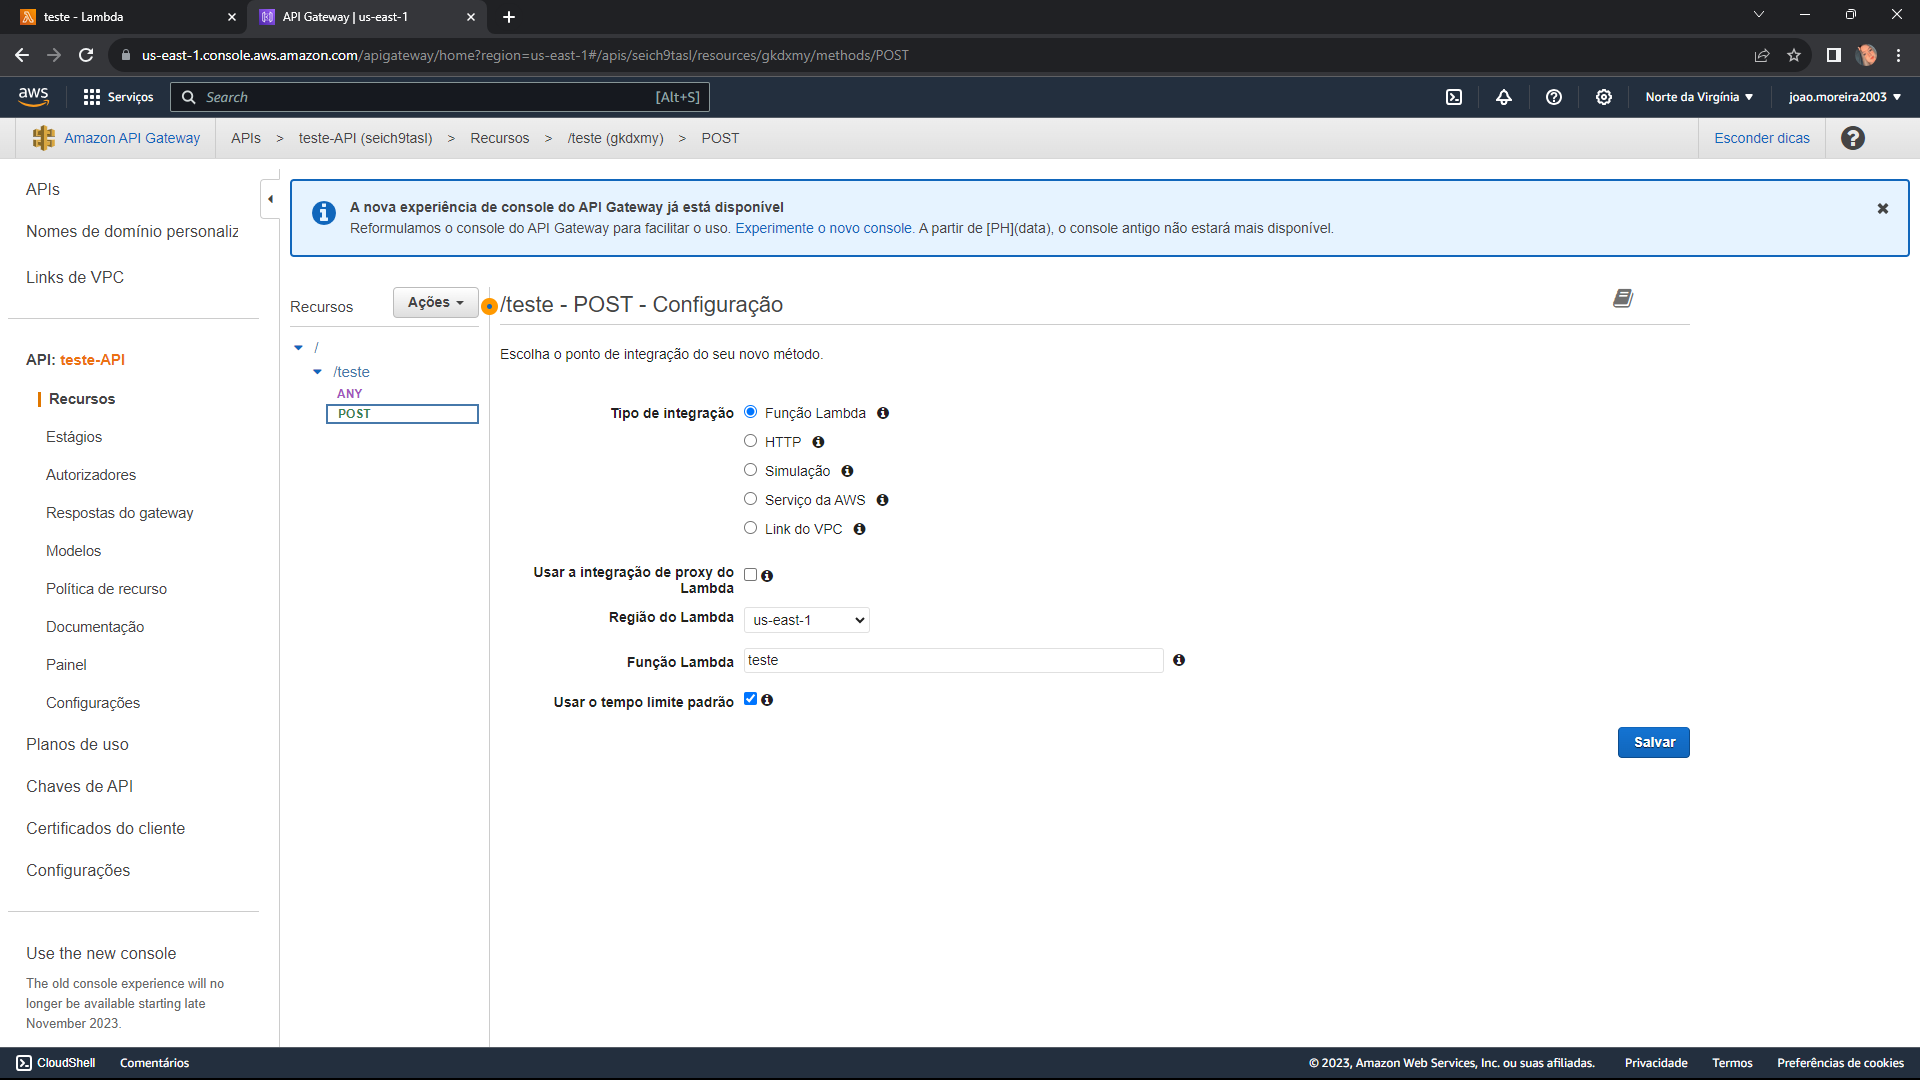 teste - Lambda
API Gateway | us-east-1
us-east-1.console.aws.amazon.com/apigateway/home?region=us-east-1#/apis/seich9tasl/resources/gkdxmy/methods/POST
aws
Serviços
Search
[Alt+S]
Norte da Virgínia
joao.moreira2003
Amazon API Gateway
APIs > teste-API (seich9tasl) > Recursos > /teste (gkdxmy) > POST
Esconder dicas
APIs
Nomes de domínio personaliz
Links de VPC
API: teste-API
Recursos
Estágios
Autorizadores
Respostas do gateway
Modelos
Política de recurso
Documentação
Painel
Configurações
Planos de uso
Chaves de API
Certificados do cliente
Configurações
Use the new console
The old console experience will no
longer be available starting late
November 2023.
A nova experiência de console do API Gateway já está disponível
Reformulamos o console do API Gateway para facilitar o uso. Experimente o novo console. A partir de [PH](data), o console antigo não estará mais disponível.
Recursos
Ações
/
/teste
ANY
POST
/teste - POST - Configuração
Escolha o ponto de integração do seu novo método.
Tipo de integração
Função Lambda
HTTP
Simulação
Serviço da AWS
Link do VPC
Usar a integração de proxy do
Lambda
Região do Lambda
us-east-1
Função Lambda
teste
Usar o tempo limite padrão
Salvar
CloudShell
Comentários
© 2023, Amazon Web Services, Inc. ou suas afiliadas.
Privacidade
Termos
Preferências de cookies